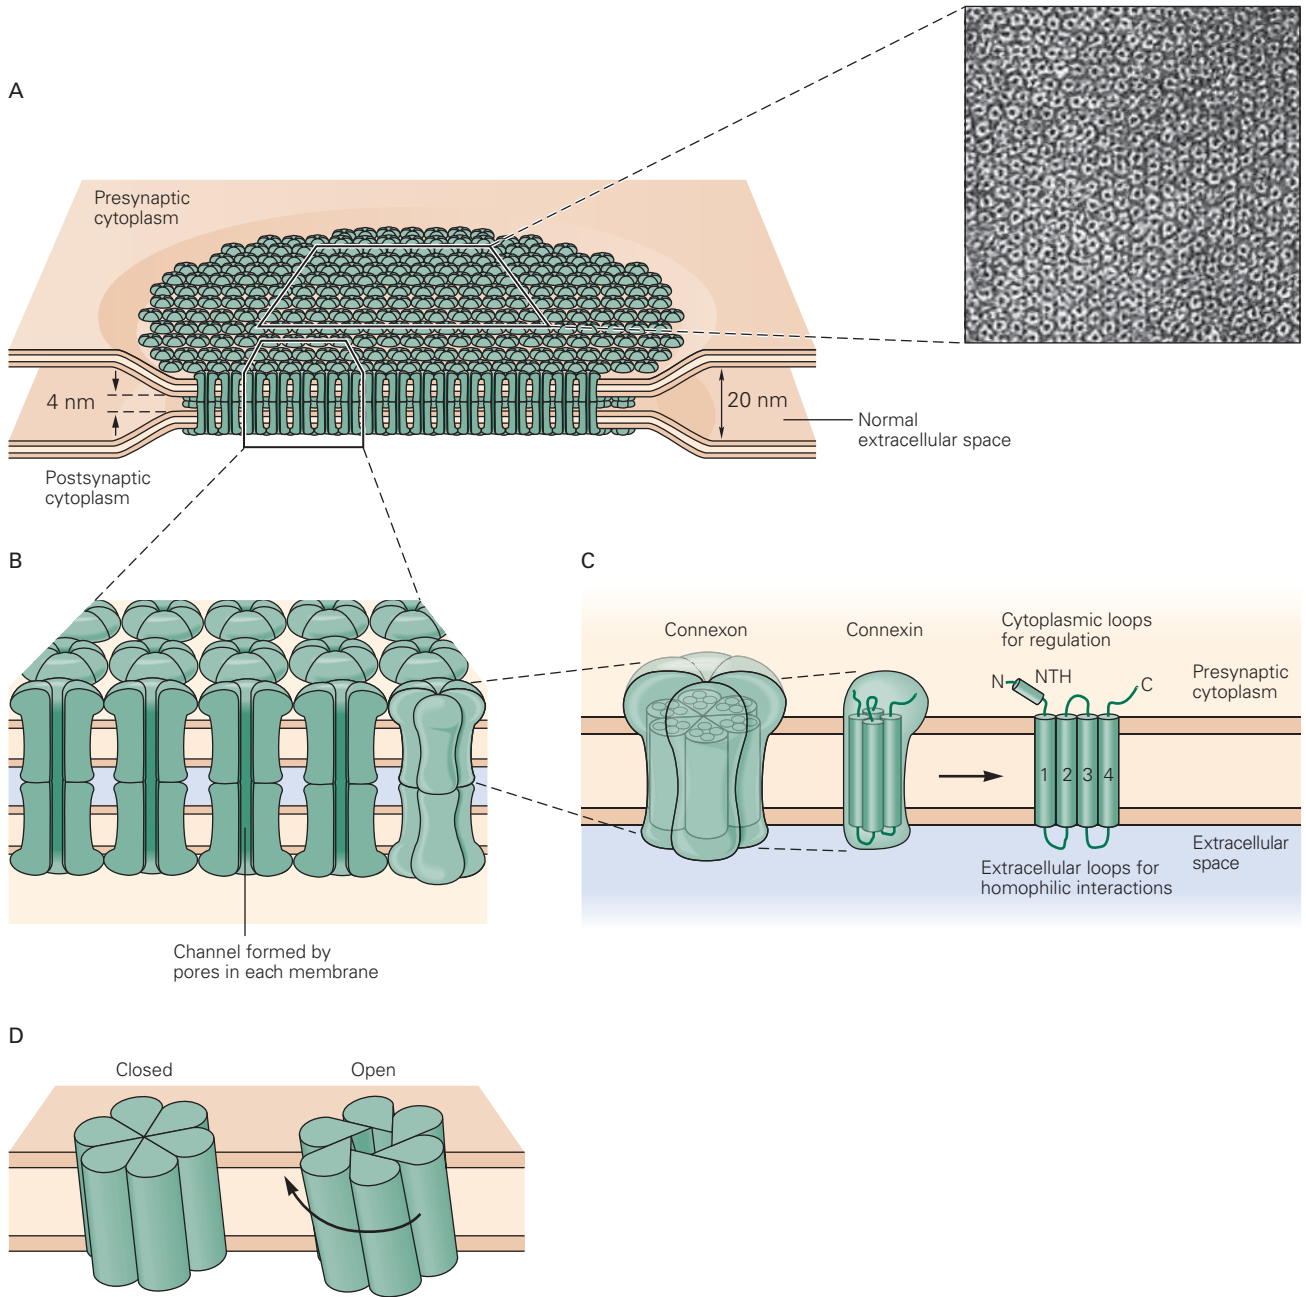 A
Presynaptic
cytoplasm
4 nm
20 nm
Normal
extracellular space
Postsynaptic
cytoplasm
B
Channel formed by
pores in each membrane
C
Connexon
Connexin
Cytoplasmic loops
for regulation
N
NTH
C
Presynaptic
cytoplasm
1 2 3 4
Extracellular
space
Extracellular loops for
homophilic interactions
D
Closed
Open